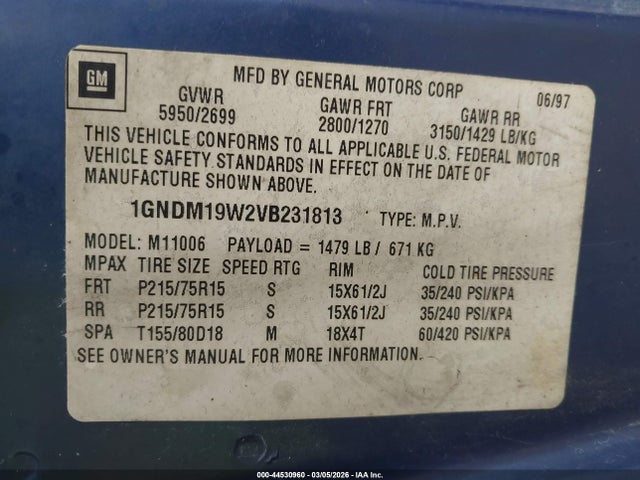 GM
MFD BY GENERAL MOTORS CORP 06/97
GVWR GAWR FRT GAWR RR
5950/2699 2800/1270 3150/1429 LB/KG
THIS VEHICLE CONFORMS TO ALL APPLICABLE U.S. FEDERAL MOTOR
VEHICLE SAFETY STANDARDS IN EFFECT ON THE DATE OF
MANUFACTURE SHOWN ABOVE.
1GNDM19W2VB231813 TYPE: M.P.V.
MODEL: M11006 PAYLOAD = 1479 LB/ 671 KG
MPAX TIRE SIZE SPEED RTG RIM COLD TIRE PRESSURE
FRT P215/75R15 S 15X61/2J 35/240 PSI/KPA
RR P215/75R15 S 15X61/2J 35/240 PSI/KPA
SPA T155/80D18 M 18X4T 60/420 PSI/KPA
SEE OWNER'S MANUAL FOR MORE INFORMATION.
000-44530960 - 03/05/2026 - IAA Inc.